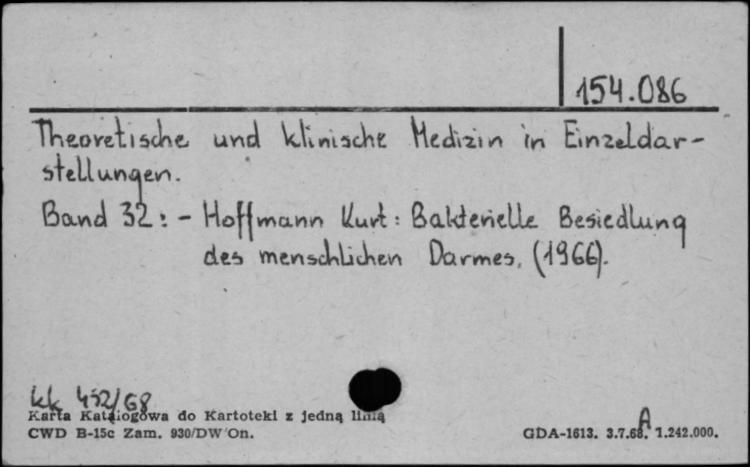 154.086
Theoretische und klinische Medizin in Einzeldar-
stellungen.
Band 32: - Hoffmann Kurt: Bakterielle Besiedlung
des menschlichen Darmes. (1966).
kk 452/68
Karta Katalogowa do Kartoteki z jedną linią
A
CWD B-15c Zam. 930/DW On.
GDA-1613. 3.7.68. 1.242.000.